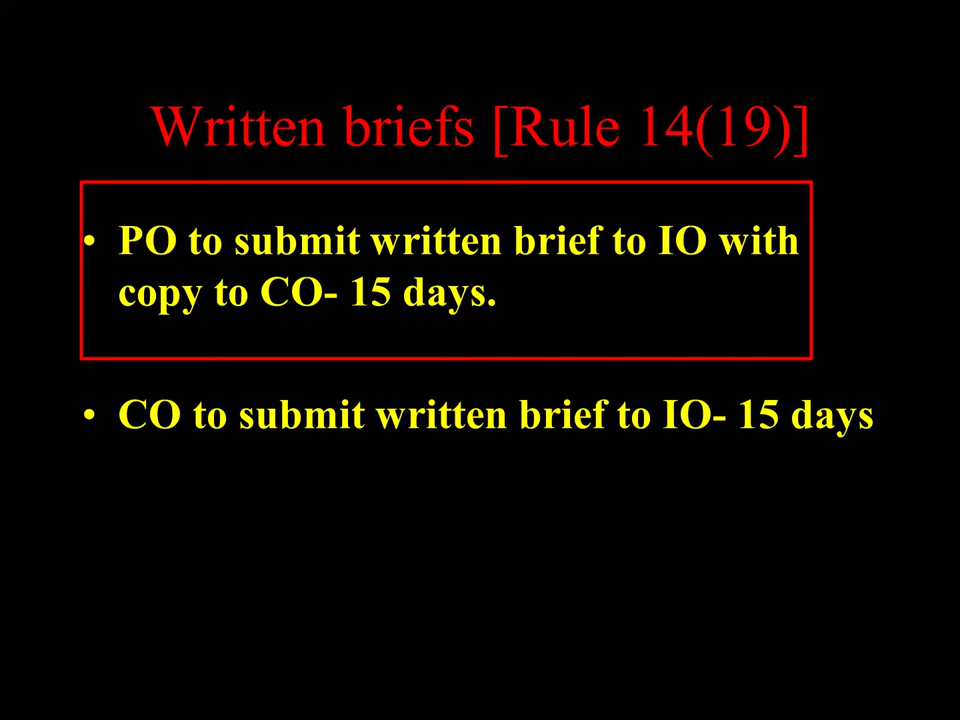 Written briefs [Rule 14(19)]
• PO to submit written brief to IO with
copy to CO- 15 days.
• CO to submit written brief to IO- 15 days